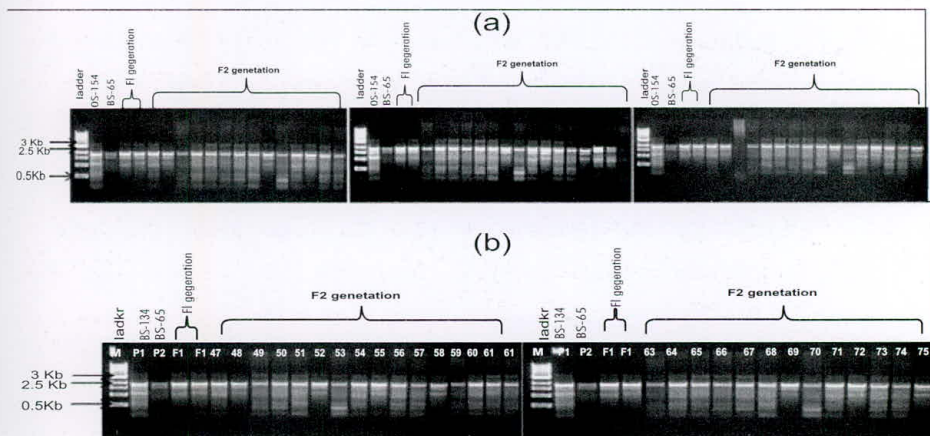 (a)
ladder OS-154 BS-65 FI gegeration F2 genetation
ladder OS-154 BS-65 FI gegeration F2 genetation
ladder OS-154 BS-65 FI gegeration F2 genetation
3 Kb
2.5 Kb
0.5Kb
(b)
ladkr BS-134 BS-65 FI gegeration F2 genetation
ladkr BS-134 BS-65 FI gegeration F2 genetation
M P1 P2 F1 F1 47 48 49 50 51 52 53 54 55 56 57 58 59 60 61 61
M P1 P2 F1 F1 63 64 65 66 67 68 69 70 71 72 73 74 75
3 Kb
2.5 Kb
0.5Kb